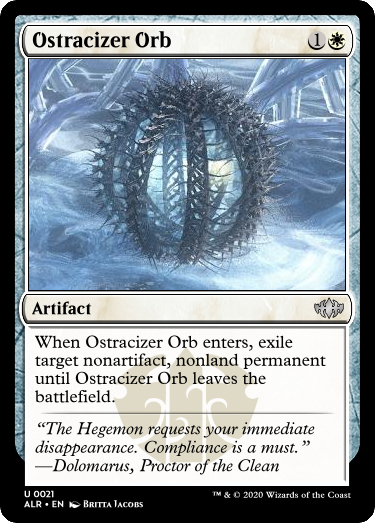 Ostracizer Orb 1
Artifact
When Ostracizer Orb enters, exile
target nonartifact, nonland permanent
until Ostracizer Orb leaves the
battlefield.
“The Hegemon requests your immediate
disappearance. Compliance is a must.”
—Dolomarus, Proctor of the Clean
U 0021
ALR • EN Britta Jacobs
™ & © 2020 Wizards of the Coast